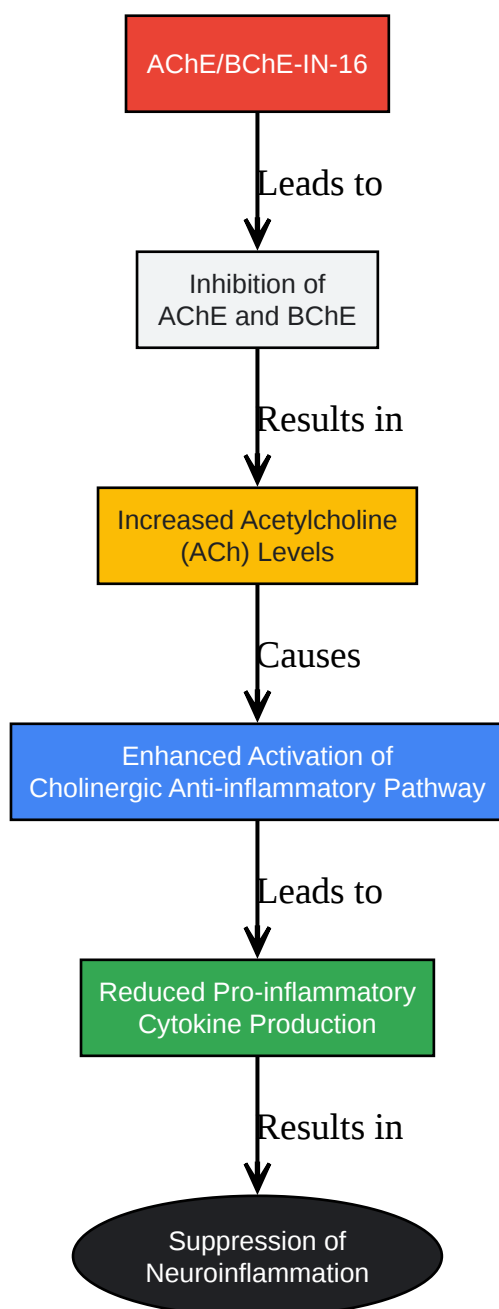 AChE/BChE-IN-16
Leads to
Inhibition of
AChE and BChE
Results in
Increased Acetylcholine
(ACh) Levels
Causes
Enhanced Activation of
Cholinergic Anti-inflammatory Pathway
Leads to
Reduced Pro-inflammatory
Cytokine Production
Results in
Suppression of
Neuroinflammation